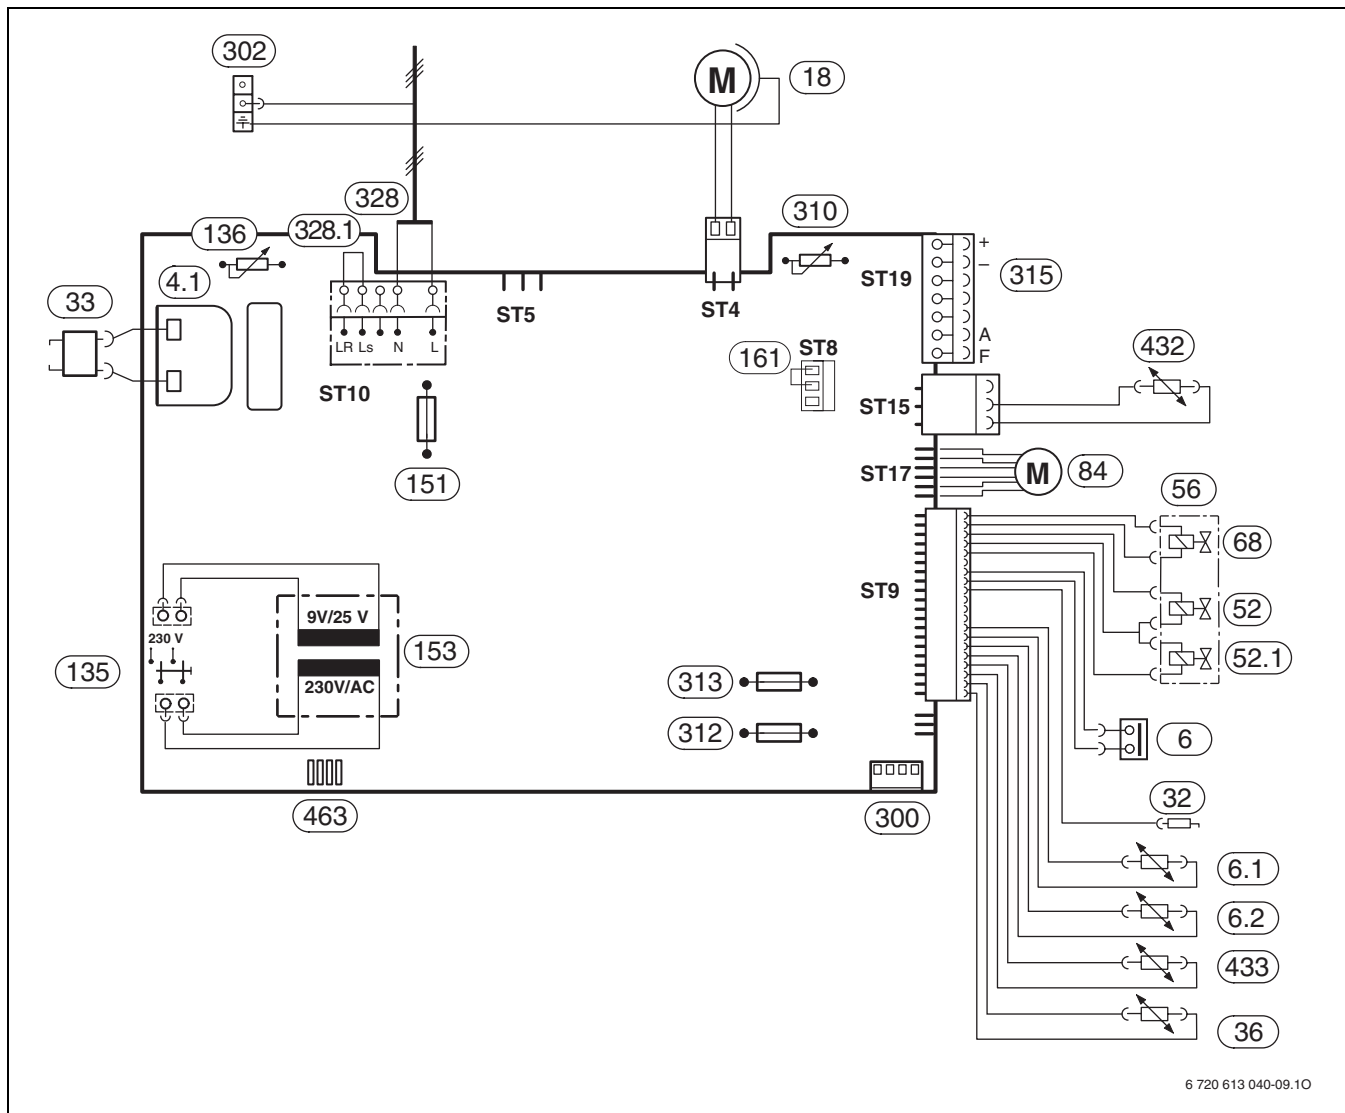 302
M
18
328
310
136
328.1
+
–
315
4.1
ST19
33
ST5
ST4
A
F
LR Ls N L
161
ST8
432
ST10
ST15
151
ST17
M
84
56
68
ST9
9V/25 V
52
230 V
135
153
52.1
230V/AC
313
312
6
32
463
300
6.1
6.2
433
36
6 720 613 040-09.1O